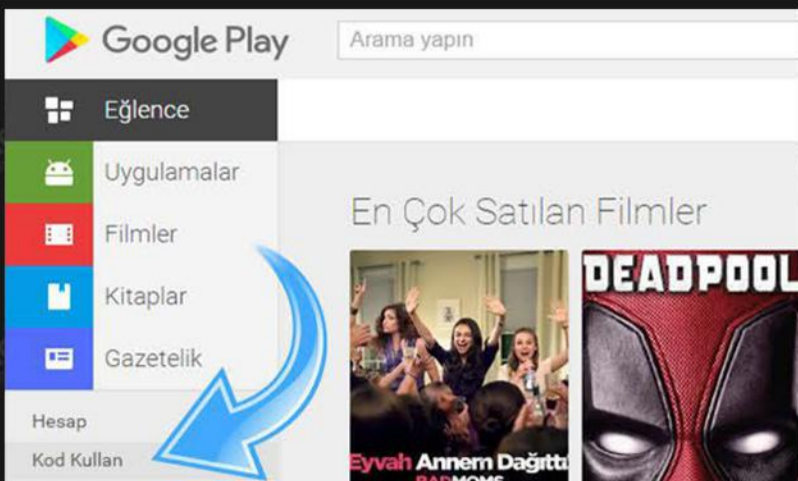 Google Play
Arama yapın
Eğlence
Uygulamalar
Filmler
Kitaplar
Gazetelik
Hesap
Kod Kullan
En Çok Satılan Filmler
Eyvah Annem Dağıttı
BAD MOMS
DEADPOOL